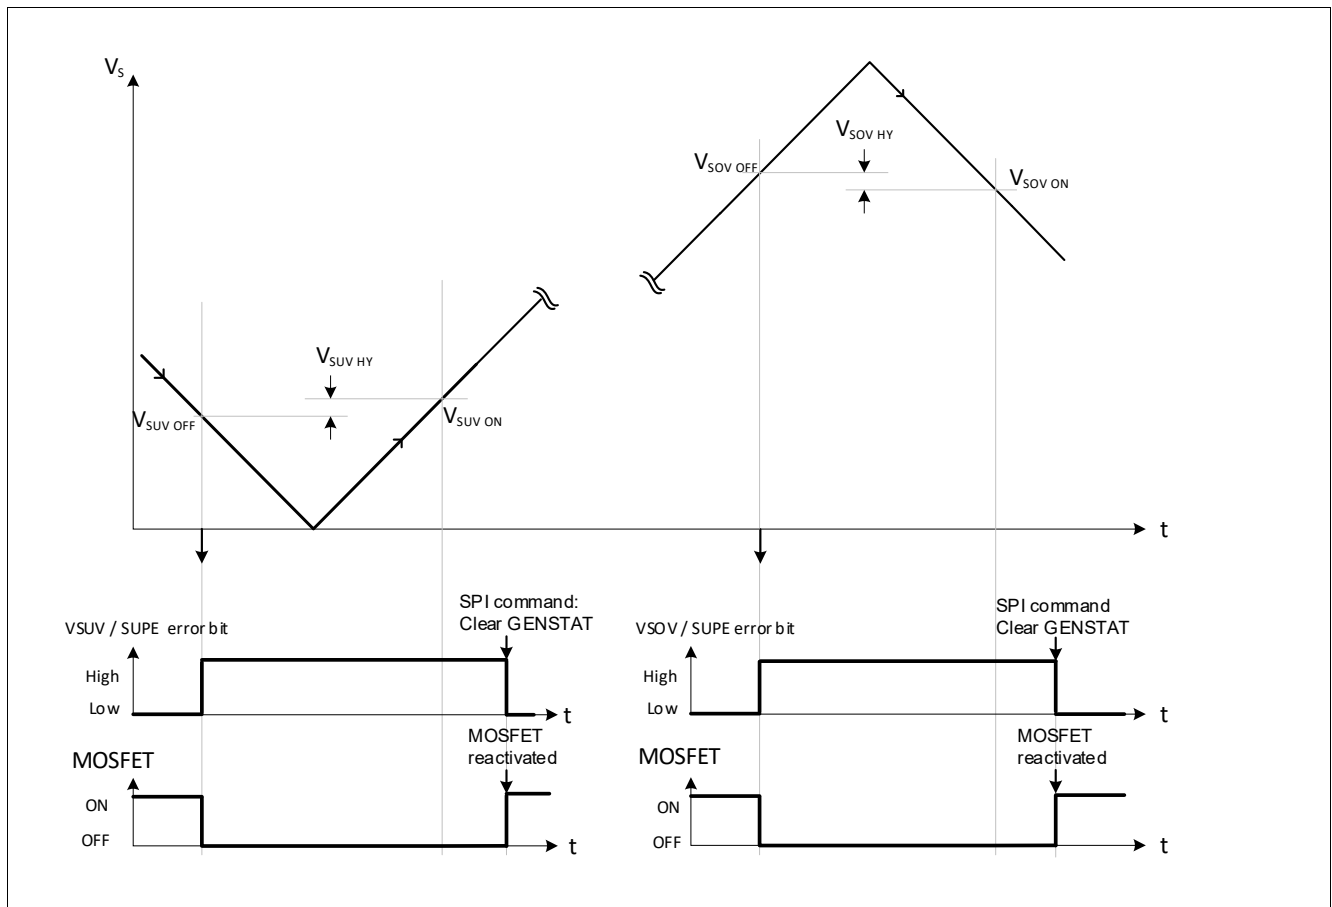 VS
VSOV HY
VSOV OFF
VSOV ON
VSUV HY
VSUV OFF
VSUV ON
t
SPI command:
Clear GENSTAT
VSUV / SUPE error bit
High
Low
t
MOSFET
reactivated
MOSFET
ON
OFF
t
SPI command
Clear GENSTAT
VSOV / SUPE error bit
High
Low
t
MOSFET
reactivated
MOSFET
ON
OFF
t